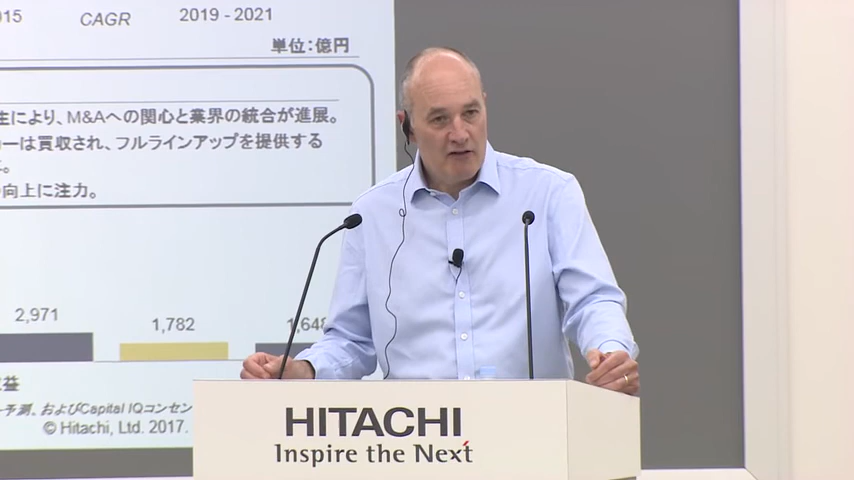 2015 CAGR 2019 - 2021
単位：億円
生により、M&Aへの関心と業界の統合が進展。
カーは買収され、フルラインアップを提供する
向上に注力。
2,971
1,782
1,648
収益
予測、およびCapital IQコンセン
© Hitachi, Ltd. 2017.
HITACHI
Inspire the Next